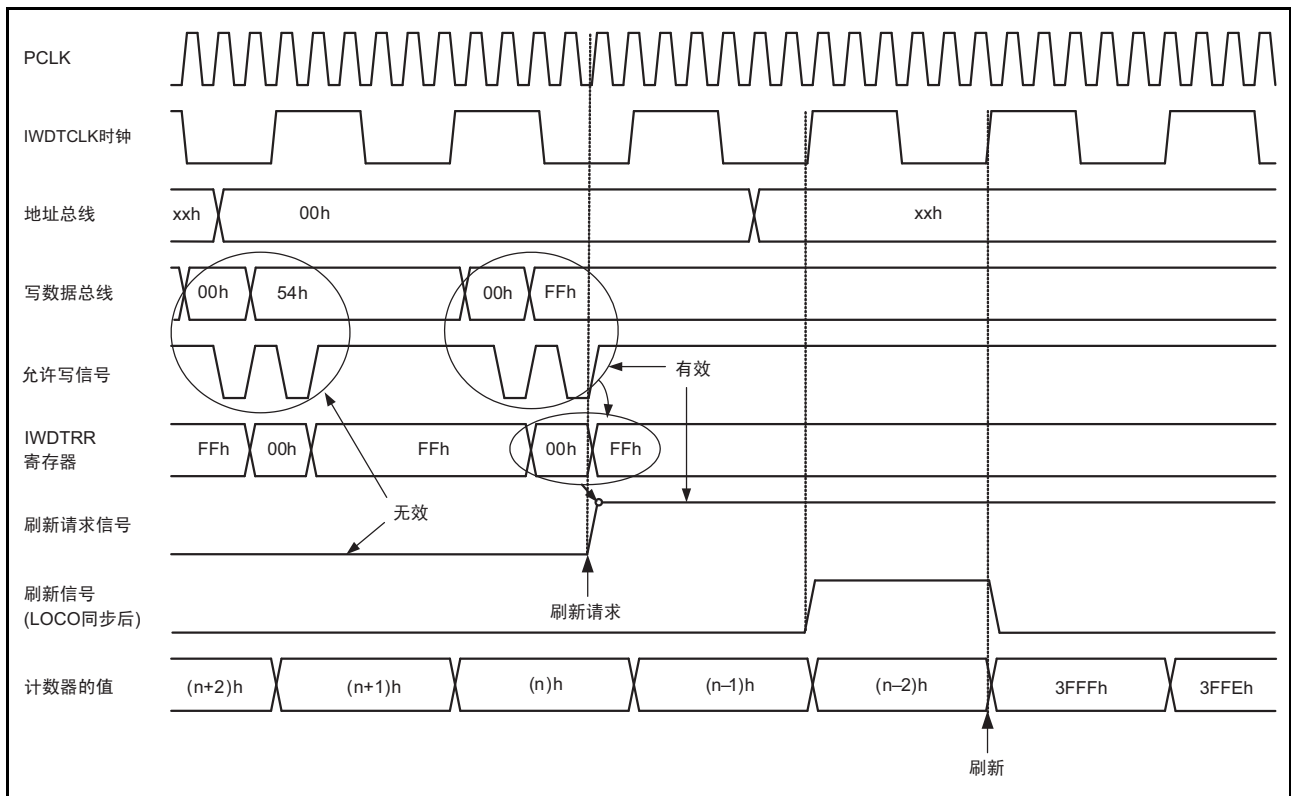 PCLK
IWDTCLK时钟
地址总线
xxh
00h
xxh
写数据总线
00h
54h
00h
FFh
允许写信号
有效
IWDTRR
寄存器
FFh
00h
FFh
00h
FFh
刷新请求信号
无效
刷新信号
(LOCO同步后)
刷新请求
计数器的值
(n+2)h
(n+1)h
(n)h
(n–1)h
(n–2)h
3FFFh
3FFEh
刷新